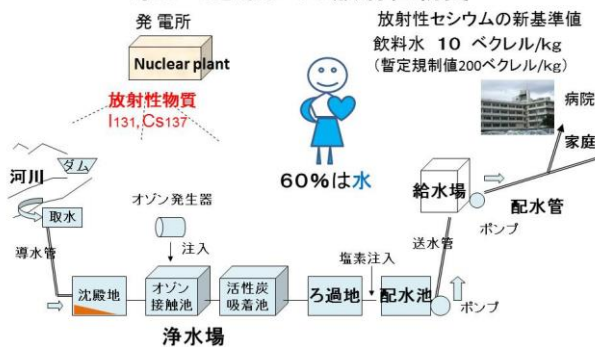 発電所
Nuclear plant
放射性物質
I131, Cs137
放射性セシウムの新基準値
飲料水 10 ベクレル/kg
(暫定規制値200ベクレル/kg)
病院
家庭
60%は水
河川
ダム
取水
導水管
オゾン発生器
注入
沈殿地
オゾン
接触池
活性炭
吸着池
ろ過地
塩素注入
配水池
ポンプ
送水管
給水場
ポンプ
配水管
浄水場